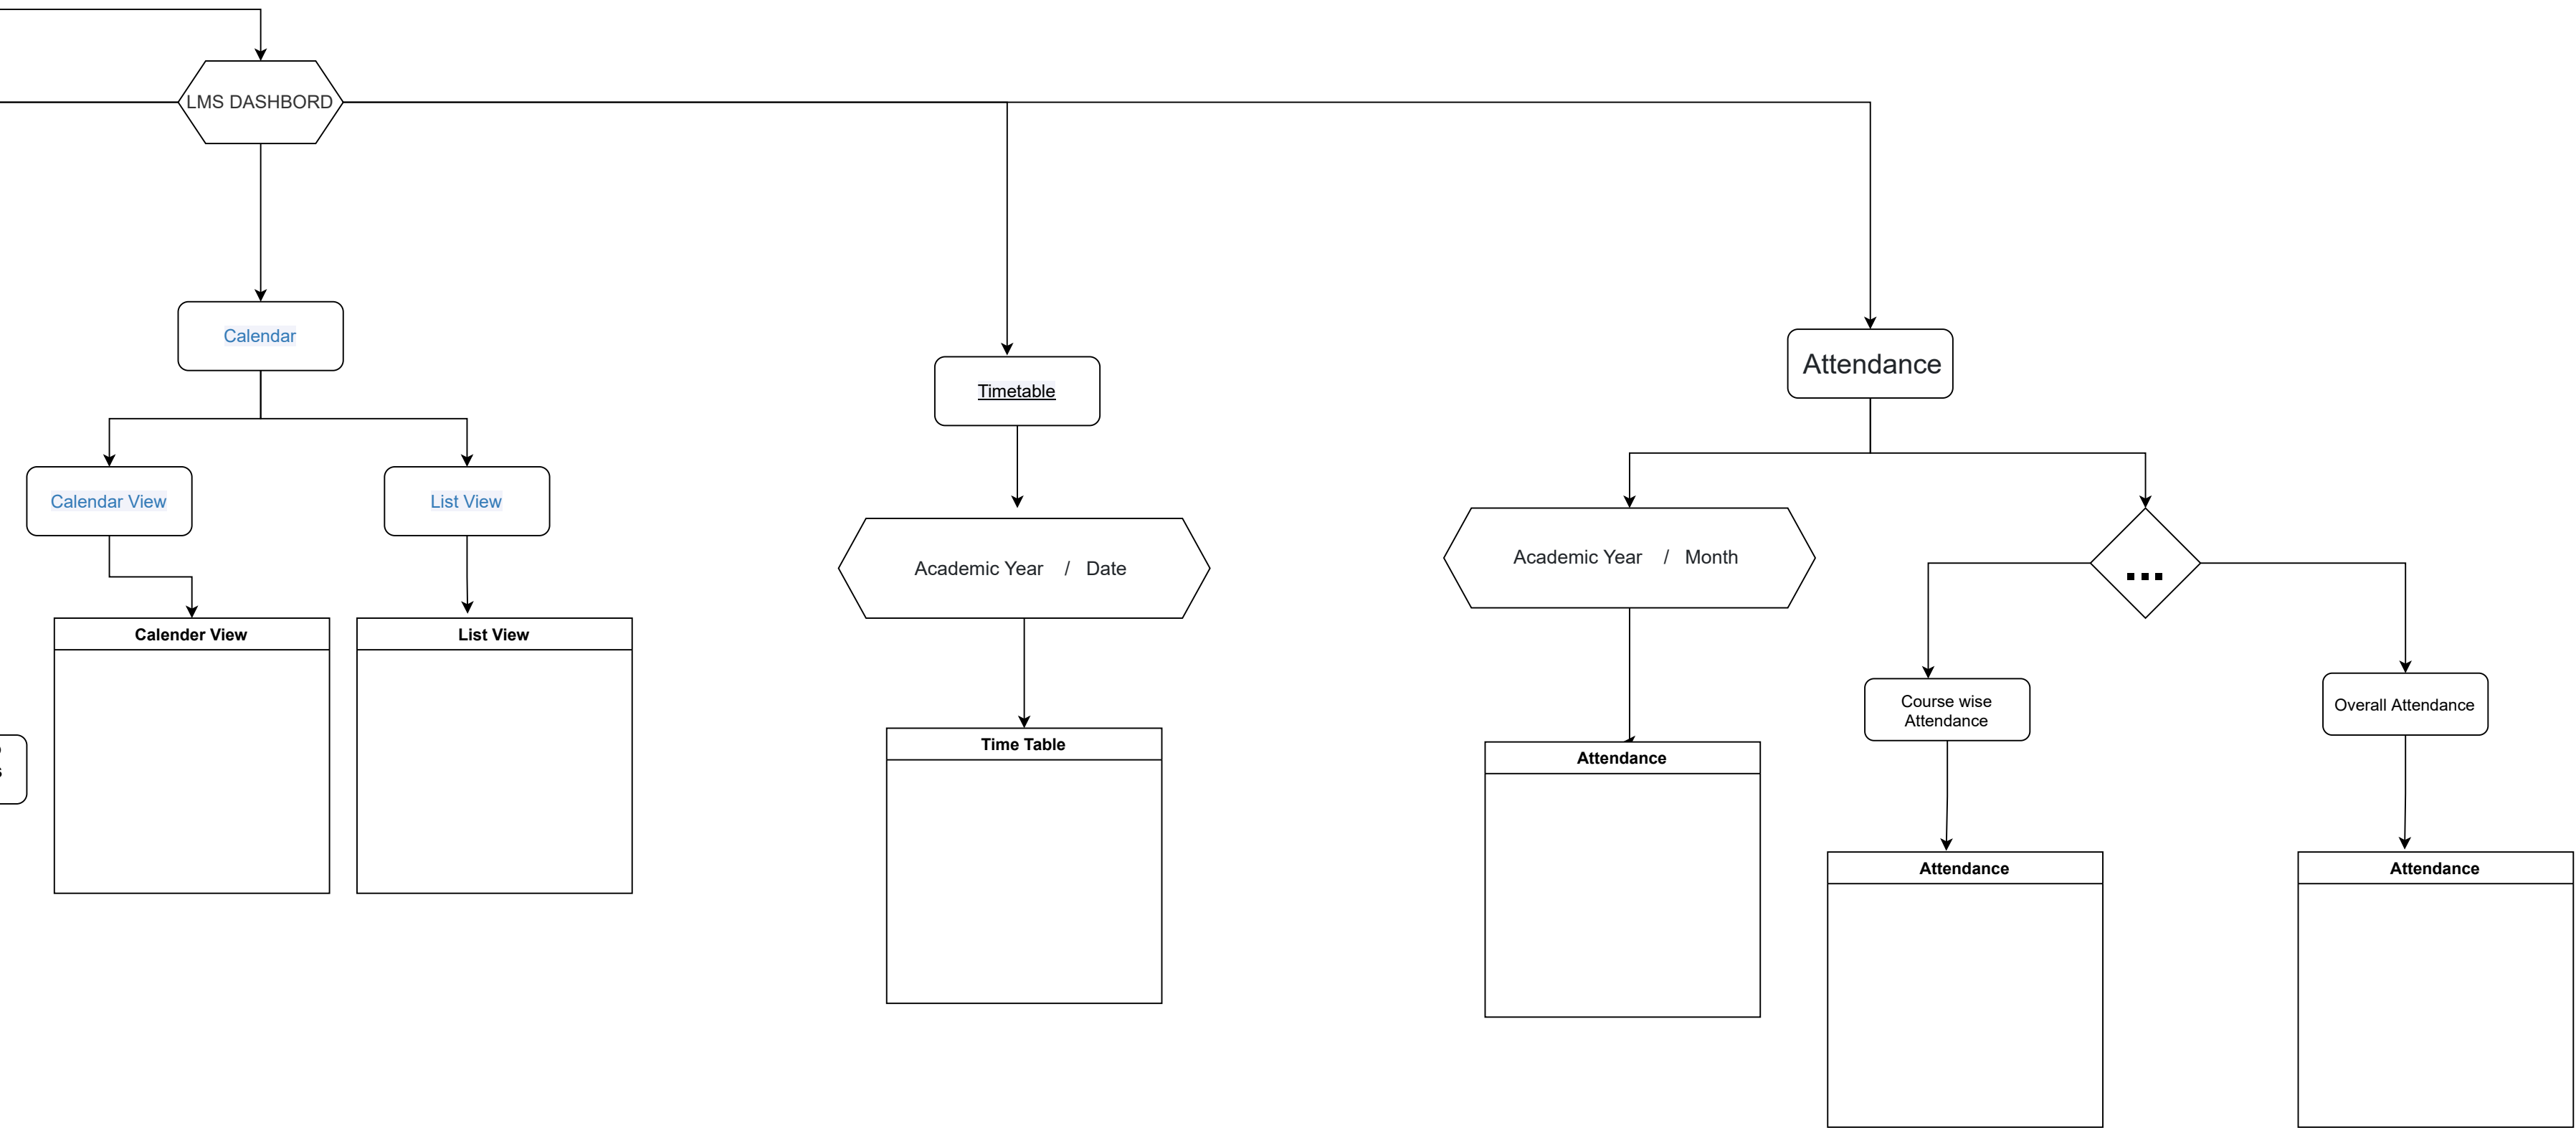 LMS DASHBORD
Calendar
Timetable
Attendance
Calendar View
List View
Academic Year / Date
Academic Year / Month
...
Calender View
List View
Course wise
Attendance
Overall Attendance
Time Table
Attendance
Attendance
Attendance